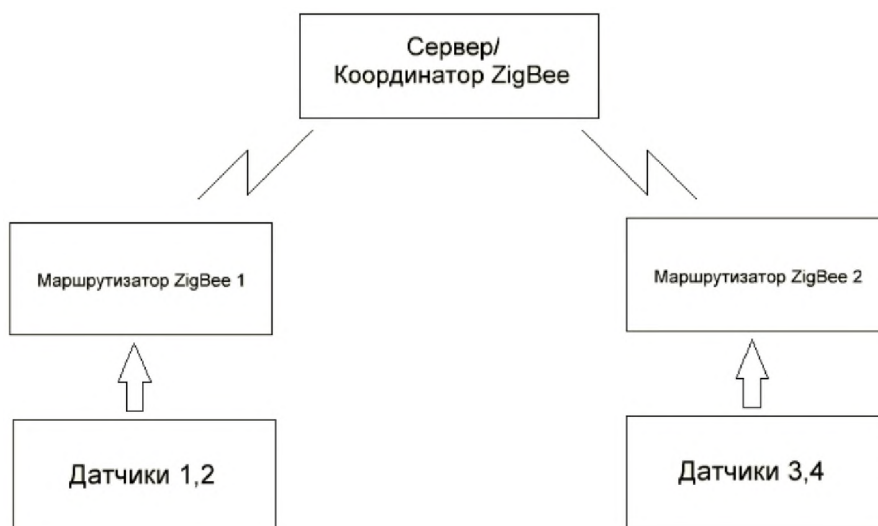 Сервер/
Координатор ZigBee
Маршрутизатор ZigBee 1
Маршрутизатор ZigBee 2
Датчики 1,2
Датчики 3,4